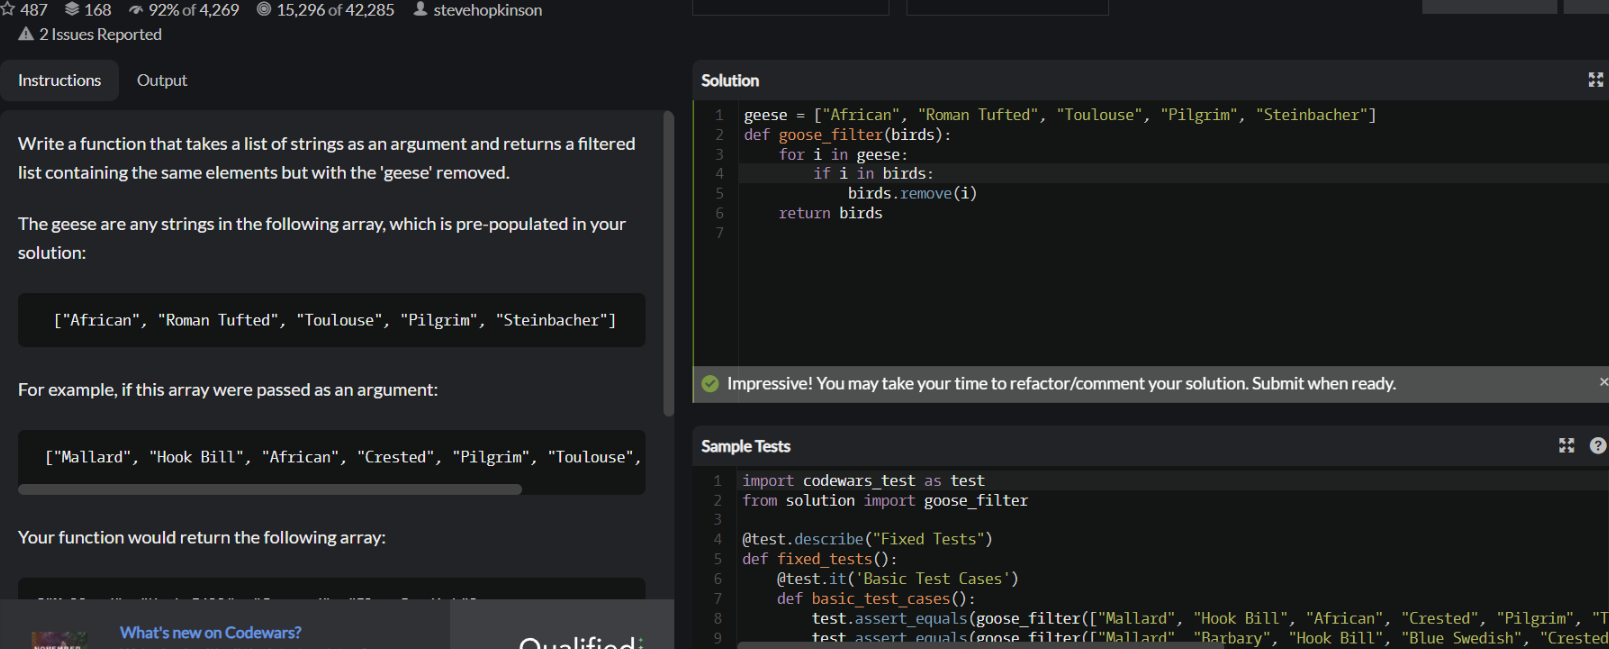 487 168 92% of 4,269 15,296 of 42,285 stevehopkinson
2 Issues Reported
Instructions Output
Write a function that takes a list of strings as an argument and returns a filtered
list containing the same elements but with the 'geese' removed.
The geese are any strings in the following array, which is pre-populated in your
solution:
["African", "Roman Tufted", "Toulouse", "Pilgrim", "Steinbacher"]
For example, if this array were passed as an argument:
["Mallard", "Hook Bill", "African", "Crested", "Pilgrim", "Toulouse",
Your function would return the following array:
What's new on Codewars?
NOVEMBER
Qualified
Solution
1 geese = ["African", "Roman Tufted", "Toulouse", "Pilgrim", "Steinbacher"]
2 def goose_filter(birds):
3 for i in geese:
4 if i in birds:
5 birds.remove(i)
6 return birds
7
Impressive! You may take your time to refactor/comment your solution. Submit when ready.
Sample Tests
1 import codewars_test as test
2 from solution import goose_filter
3
4 @test.describe("Fixed Tests")
5 def fixed_tests():
6 @test.it('Basic Test Cases')
7 def basic_test_cases():
8 test.assert_equals(goose_filter(["Mallard", "Hook Bill", "African", "Crested", "Pilgrim", "T
9 test.assert_equals(goose_filter(["Mallard", "Barbary", "Hook Bill", "Blue Swedish", "Crested